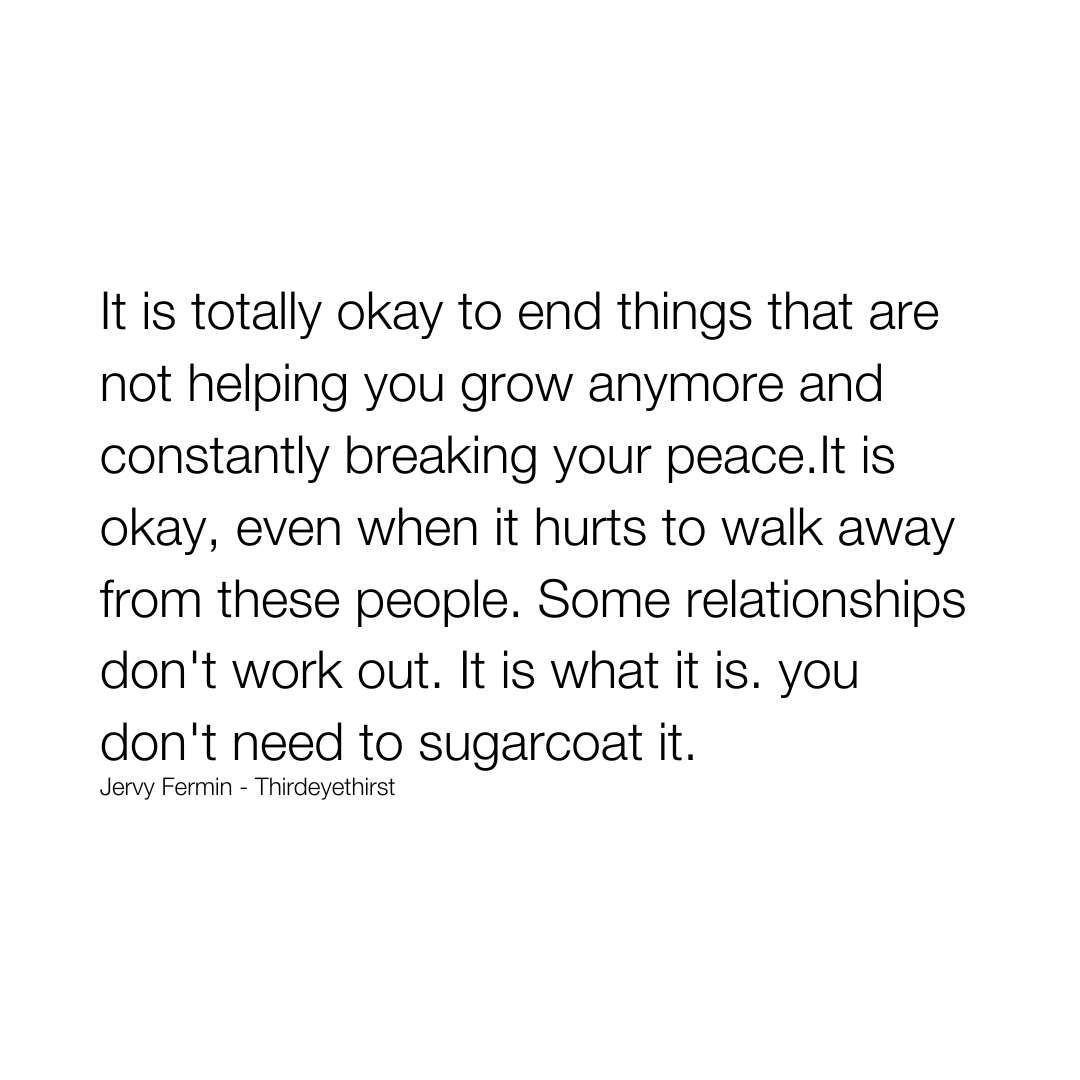 It is totally okay to end things that are
not helping you grow anymore and
constantly breaking your peace.It is
okay, even when it hurts to walk away
from these people. Some relationships
don't work out. It is what it is. you
don't need to sugarcoat it.
Jervy Fermin - Thirdeyethirst